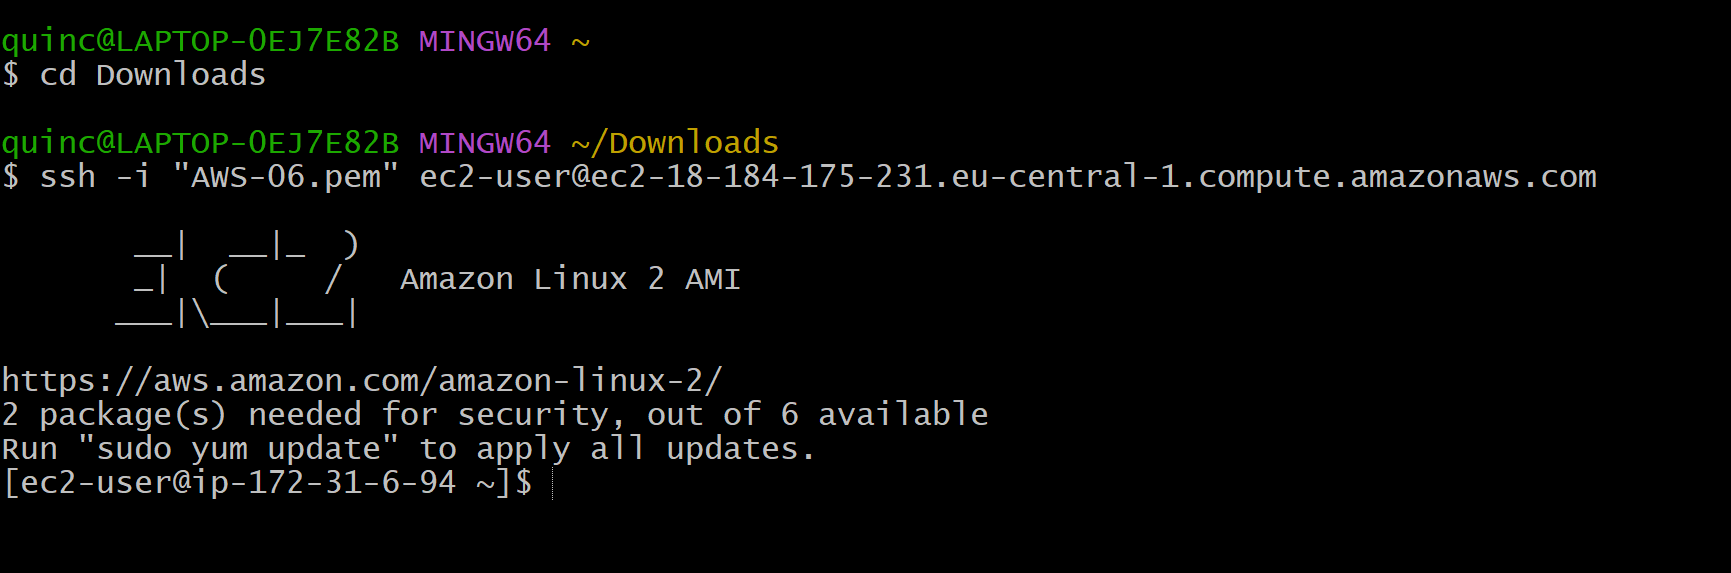 quinc@LAPTOP-OEJ7E82B MINGW64 ~
$ cd Downloads
quinc@LAPTOP-OEJ7E82B MINGW64 ~/Downloads
$ ssh -i "AWS-06.pem" ec2-user@ec2-18-184-175-231.eu-central-1.compute.amazonaws.com
       __|  __|_  )
       _|  (     /   Amazon Linux 2 AMI
      ___|\___|___|
https://aws.amazon.com/amazon-linux-2/
2 package(s) needed for security, out of 6 available
Run "sudo yum update" to apply all updates.
[ec2-user@ip-172-31-6-94 ~]$